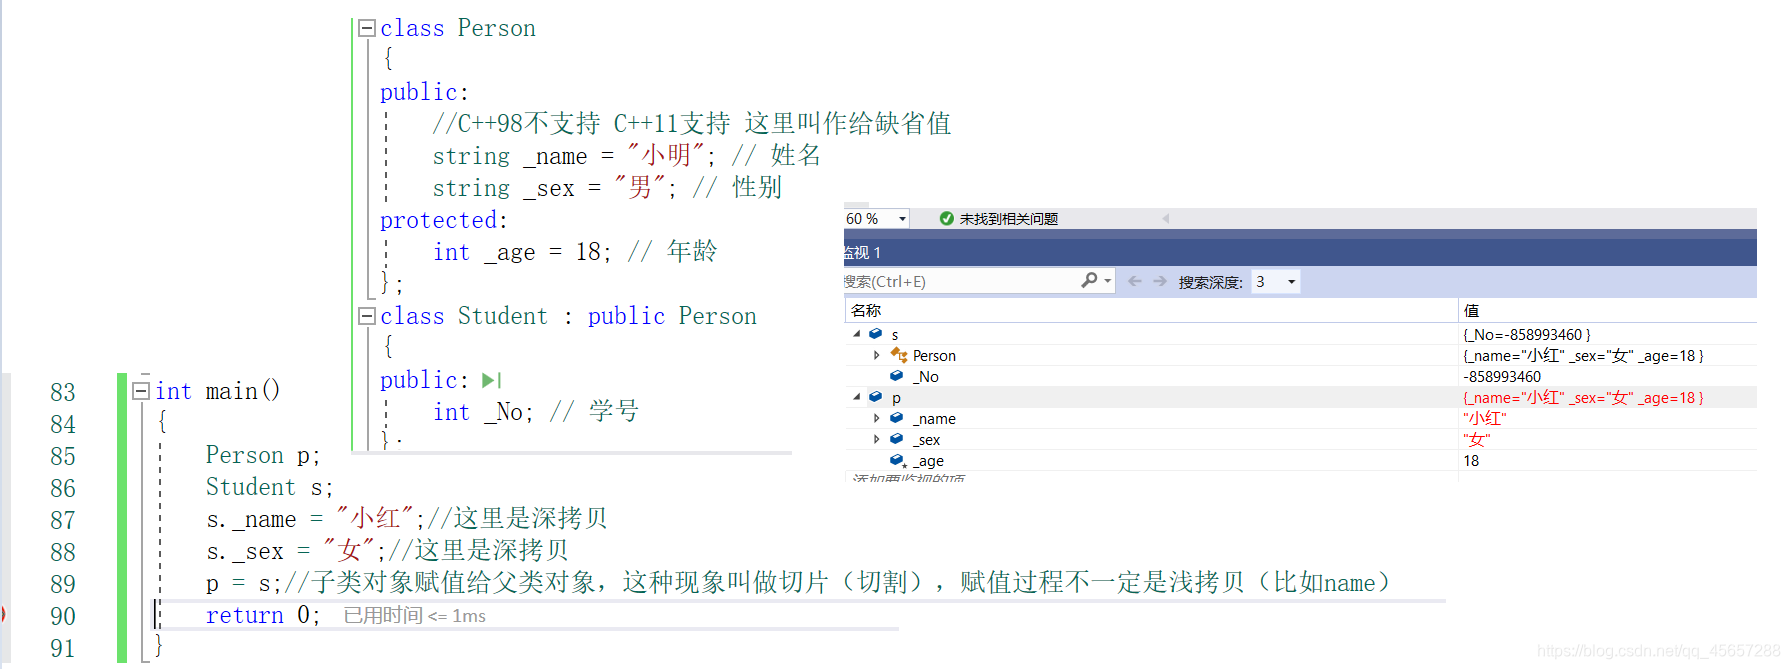 class Person
{
public:
//C++98不支持 C++11支持 这里叫作给缺省值
string _name = "小明"; // 姓名
string _sex = "男"; // 性别
protected:
int _age = 18; // 年龄
};
class Student : public Person
{
public:
int _No; // 学号
};
60 %
未找到相关问题
监视 1
搜索(Ctrl+E)
搜索深度: 3
名称 值
s {_No=-858993460 }
Person {_name="小红" _sex="女" _age=18 }
_No -858993460
p {_name="小红" _sex="女" _age=18 }
_name "小红"
_sex "女"
_age 18
添加要监视的项
83 int main()
84 {
85 Person p;
86 Student s;
87 s._name = "小红";//这里是深拷贝
88 s._sex = "女";//这里是深拷贝
89 p = s;//子类对象赋值给父类对象，这种现象叫做切片（切割），赋值过程不一定是浅拷贝（比如name）
90 return 0; 已用时间 <= 1ms
91 }
https://blog.csdn.net/qq_45657288